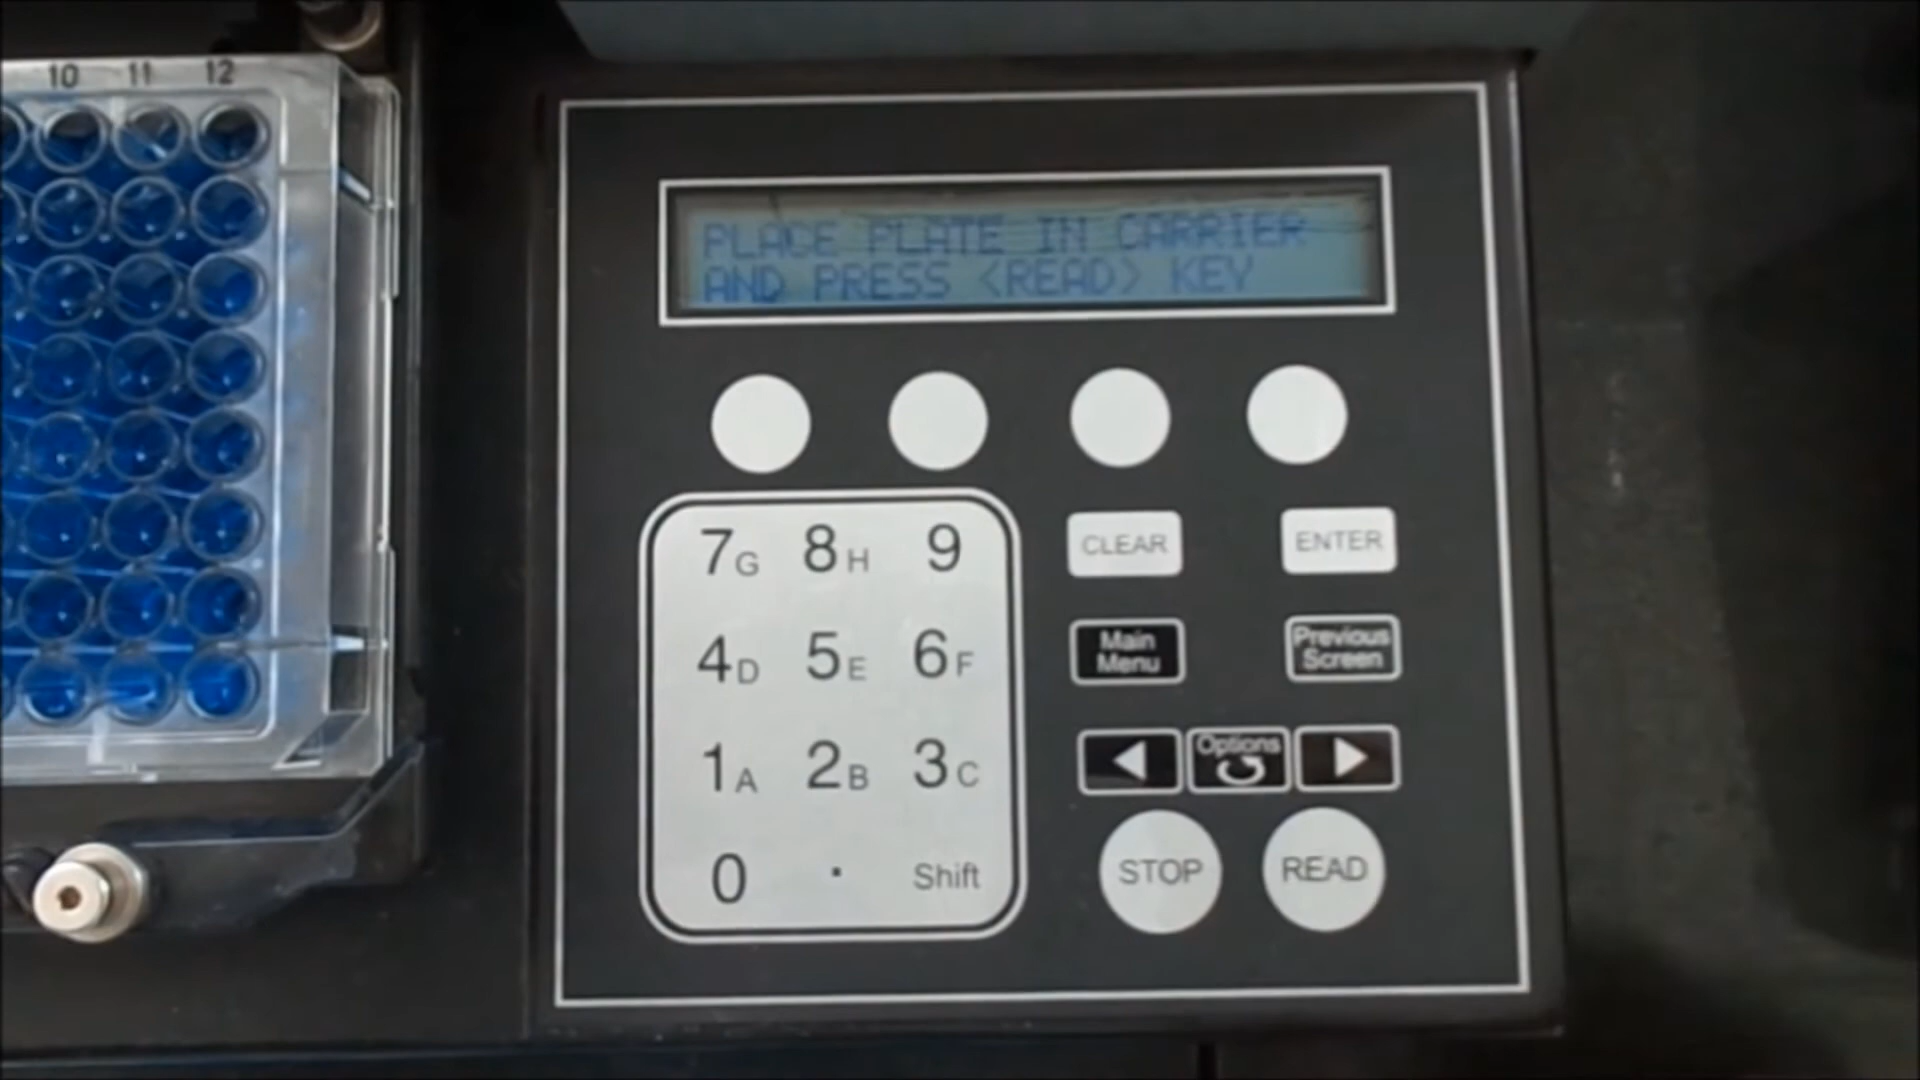 10 11 12
PLACE PLATE IN CARRIER
AND PRESS <READ> KEY
7G 8H 9
CLEAR ENTER
4D 5E 6F
Main Menu
Previous Screen
1A 2B 3C
Options
0 . Shift
STOP READ